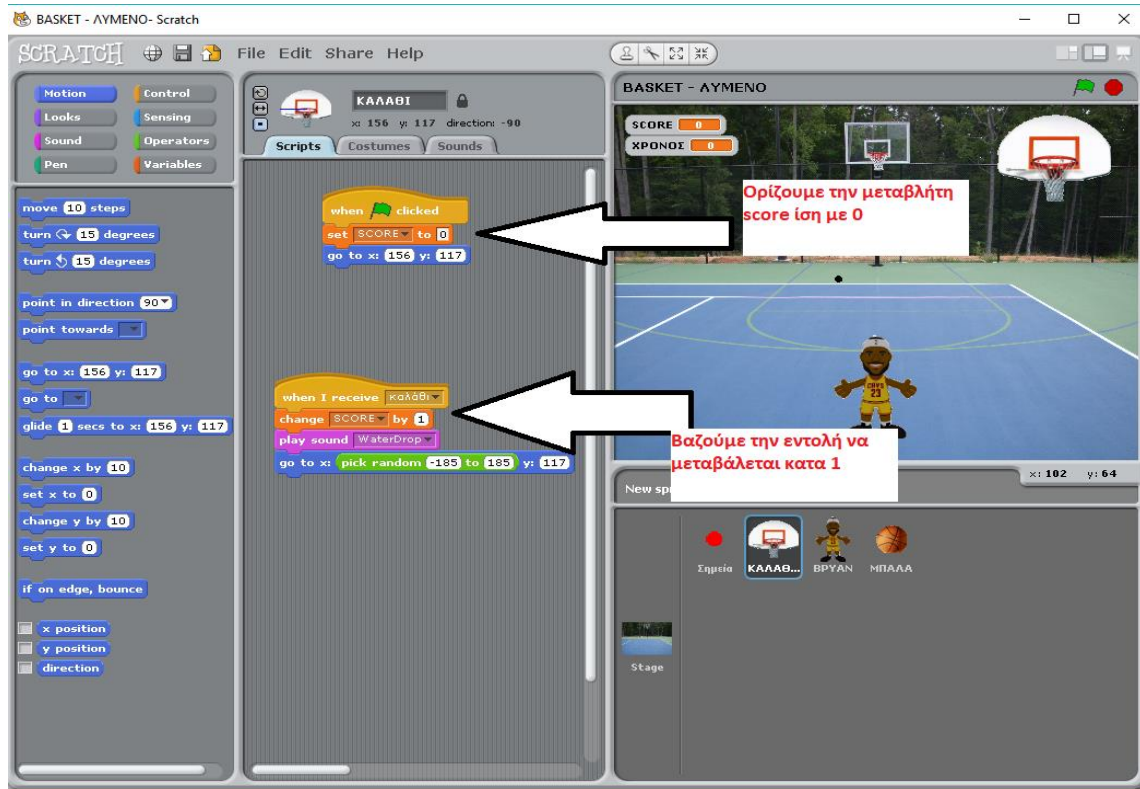 BASKET - ΛΥΜΕΝΟ- Scratch
SCRATCH File Edit Share Help
Motion Control
Looks Sensing
Sound Operators
Pen Variables
move 10 steps
turn 15 degrees
turn 15 degrees
point in direction 90
point towards
go to x: 156 y: 117
go to
glide 1 secs to x: 156 y: 117
change x by 10
set x to 0
change y by 10
set y to 0
if on edge, bounce
x position
y position
direction
ΚΑΛΑΘΙ
x: 156 y: 117 direction: -90
Scripts Costumes Sounds
when clicked
set SCORE to 0
go to x: 156 y: 117
when I receive καλάθι
change SCORE by 1
play sound WaterDrop
go to x: pick random -185 to 185 y: 117
BASKET - ΛΥΜΕΝΟ
SCORE 0
ΧΡΟΝΟΣ 0
Ορίζουμε την μεταβλήτη
score ίση με 0
CAVS
23
Βαζούμε την εντολή να
μεταβάλεται κατα 1
x: 102 y: 64
New sp
Σημεία ΚΑΛΑΘ... ΒΡΥΑΝ ΜΠΑΛΑ
Stage